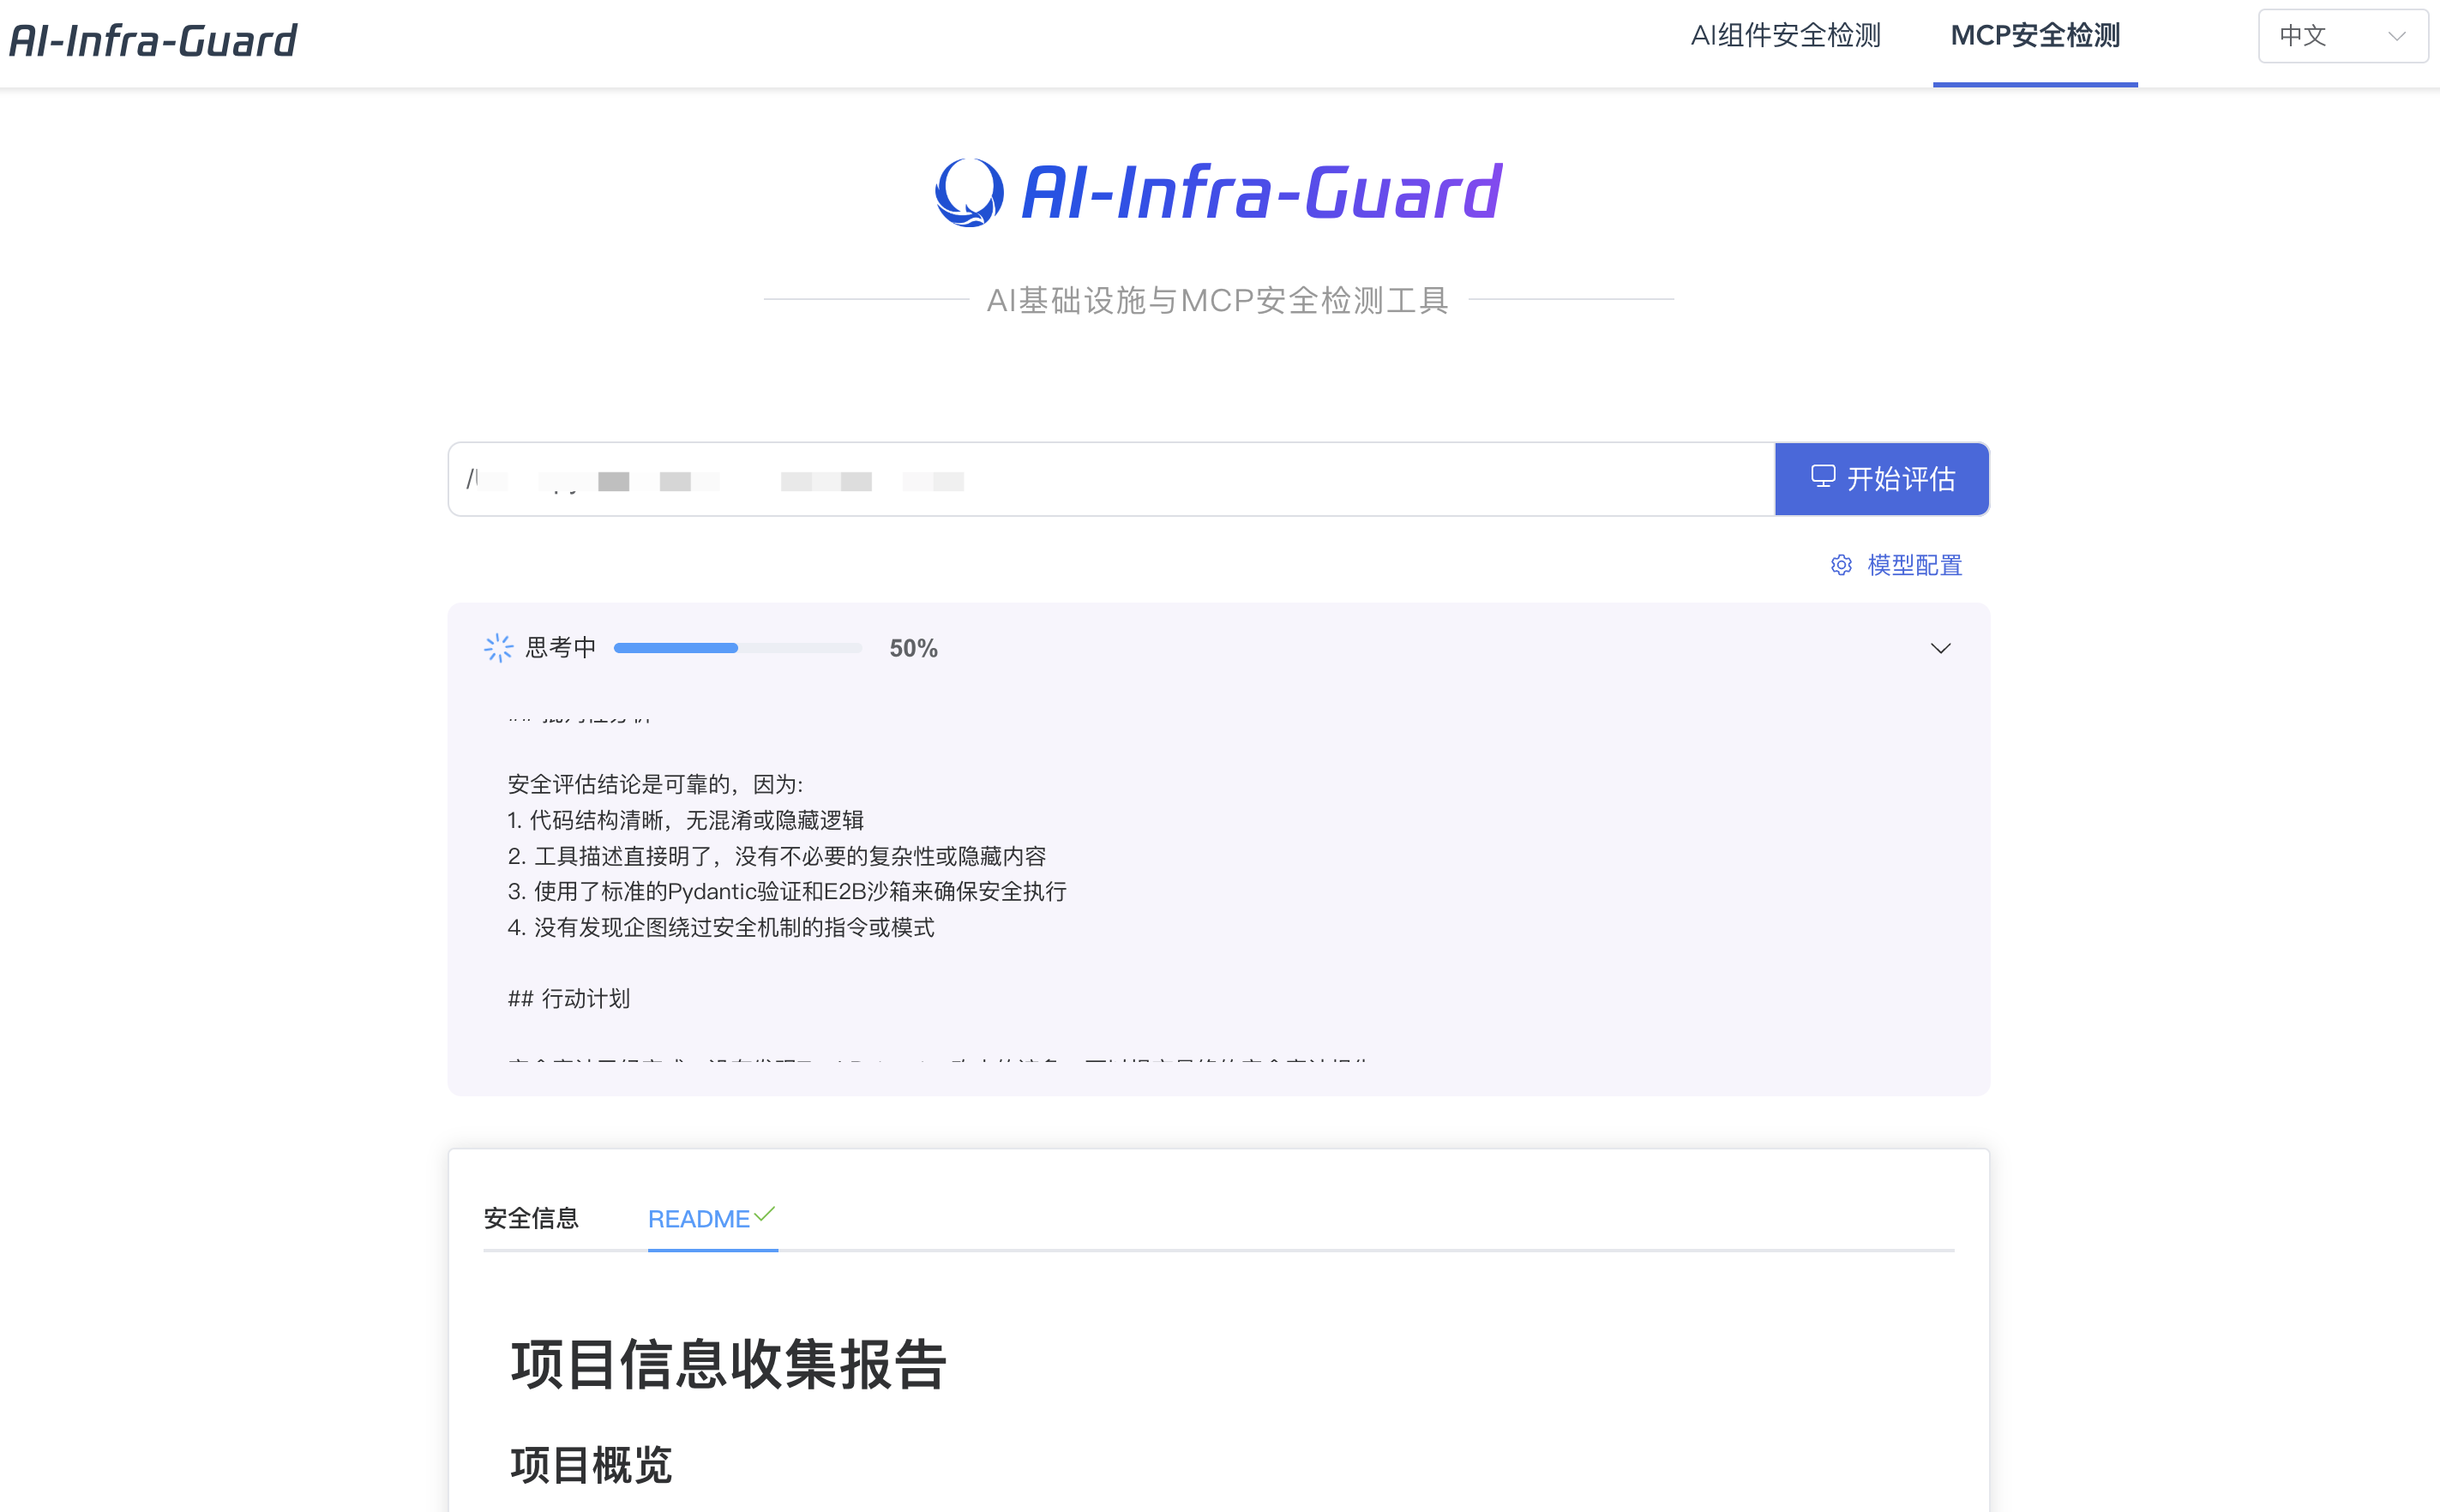 AI-Infra-Guard
AI组件安全检测
MCP安全检测
中文
AI-Infra-Guard
AI基础设施与MCP安全检测工具
开始评估
模型配置
思考中 50%
安全评估结论是可靠的，因为:
1. 代码结构清晰，无混淆或隐藏逻辑
2. 工具描述直接明了，没有不必要的复杂性或隐藏内容
3. 使用了标准的Pydantic验证和E2B沙箱来确保安全执行
4. 没有发现企图绕过安全机制的指令或模式
## 行动计划
安全信息
README
项目信息收集报告
项目概览